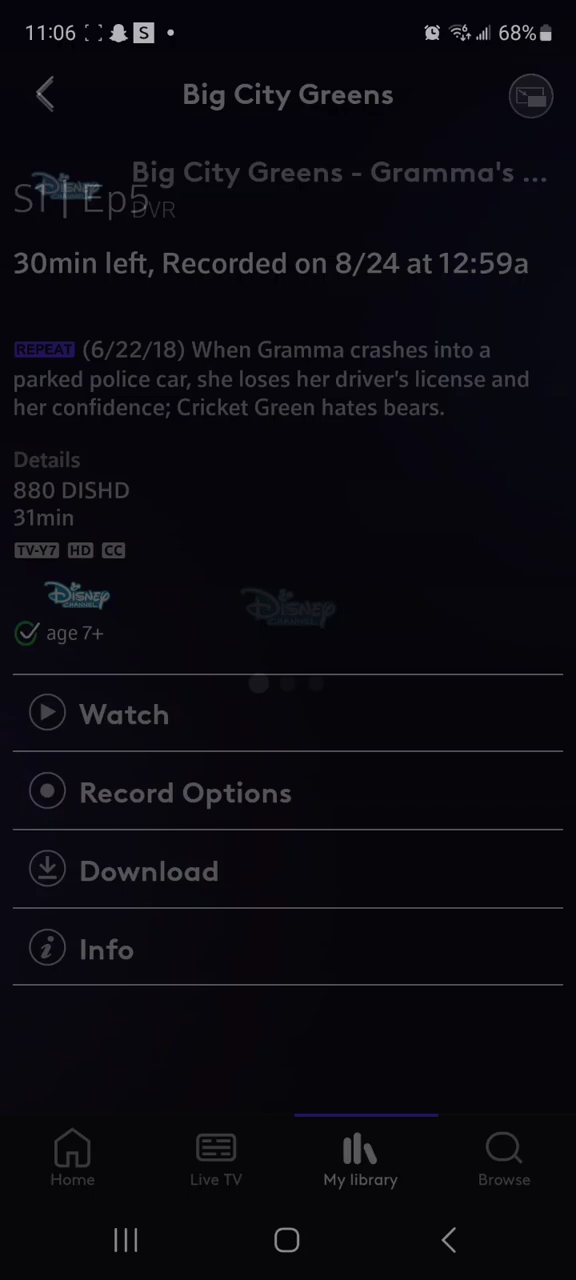 11:06 S 68%
Big City Greens
Big City Greens - Gramma's ...
DISNEY
S1 | Ep5
DVR
30min left, Recorded on 8/24 at 12:59a
REPEAT (6/22/18) When Gramma crashes into a
parked police car, she loses her driver's license and
her confidence; Cricket Green hates bears.
Details
880 DISHD
31min
TV-Y7 HD CC
DISNEY CHANNEL
DISNEY CHANNEL
age 7+
Watch
Record Options
Download
Info
Home Live TV My library Browse